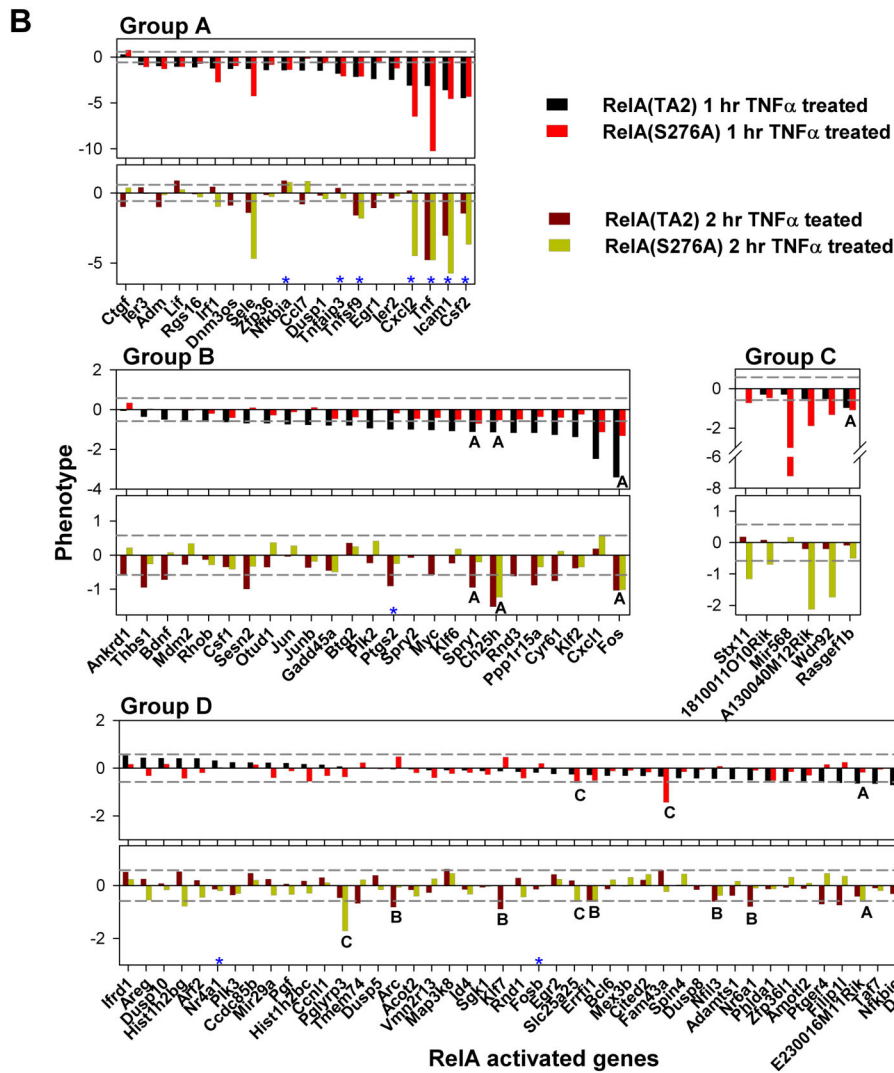 B
Group A
0
-5
-10
0
-5
* * * * * * *
Ctgf Ier3 Adm Lif Rgs16 Irf1 Dnm3os Sele Zfp36 Nfkbia Ccl7 Dusp1 Tnfaip3 Tnfsf9 Egr1 Ier2 Cxcl2 Tnf Icam1 Csf2
RelA(TA2) 1 hr TNFα treated
RelA(S276A) 1 hr TNFα treated
RelA(TA2) 2 hr TNFα teated
RelA(S276A) 2 hr TNFα treated
Phenotype
Group B
2
0
-2
-4
A A A
1
0
-1
A A A
*
Ankrd1 Thbs1 Bdnf Mdm2 Rhob Csf1 Sesn2 Otud1 Jun Junb Gadd45a Btg2 Plk2 Ptgs2 Spry2 Myc Klf6 Spry1 Ch25h Rnd3 Ppp1r15a Cyr61 Klf2 Cxcl1 Fos
Group C
0
-2
-6
-8
A
1
0
-1
-2
Stx11 1810011O10Rik Mir568 A130040M12Rik Wdr92 Rasgef1b
Group D
2
0
-2
C C A
0
-2
C B B C B B B A
* *
Ifrd1 Areg Dusp10 Hist1h2bg Arf2 Nr4a1 Plk3 Ccdc85b Mir29a Pgf Hist1h2bc Ccnl1 Pglyrp3 Tmem74 Dusp5 Arc Acot2 Vmp2r13 Map3k8 Id4 Sgk1 Klf7 Rnd1 Fosb Egr2 Slc25a25 Errfi1 Bcl6 Mex3b Cited2 Fam43a Spin4 Dusp8 Nfil3 Adamts1 Nr6a1 Phlda1 Zfp36l1 Amotl2 Ptger4 Mllp1l E230016M11Rik Laf7
RelA activated genes